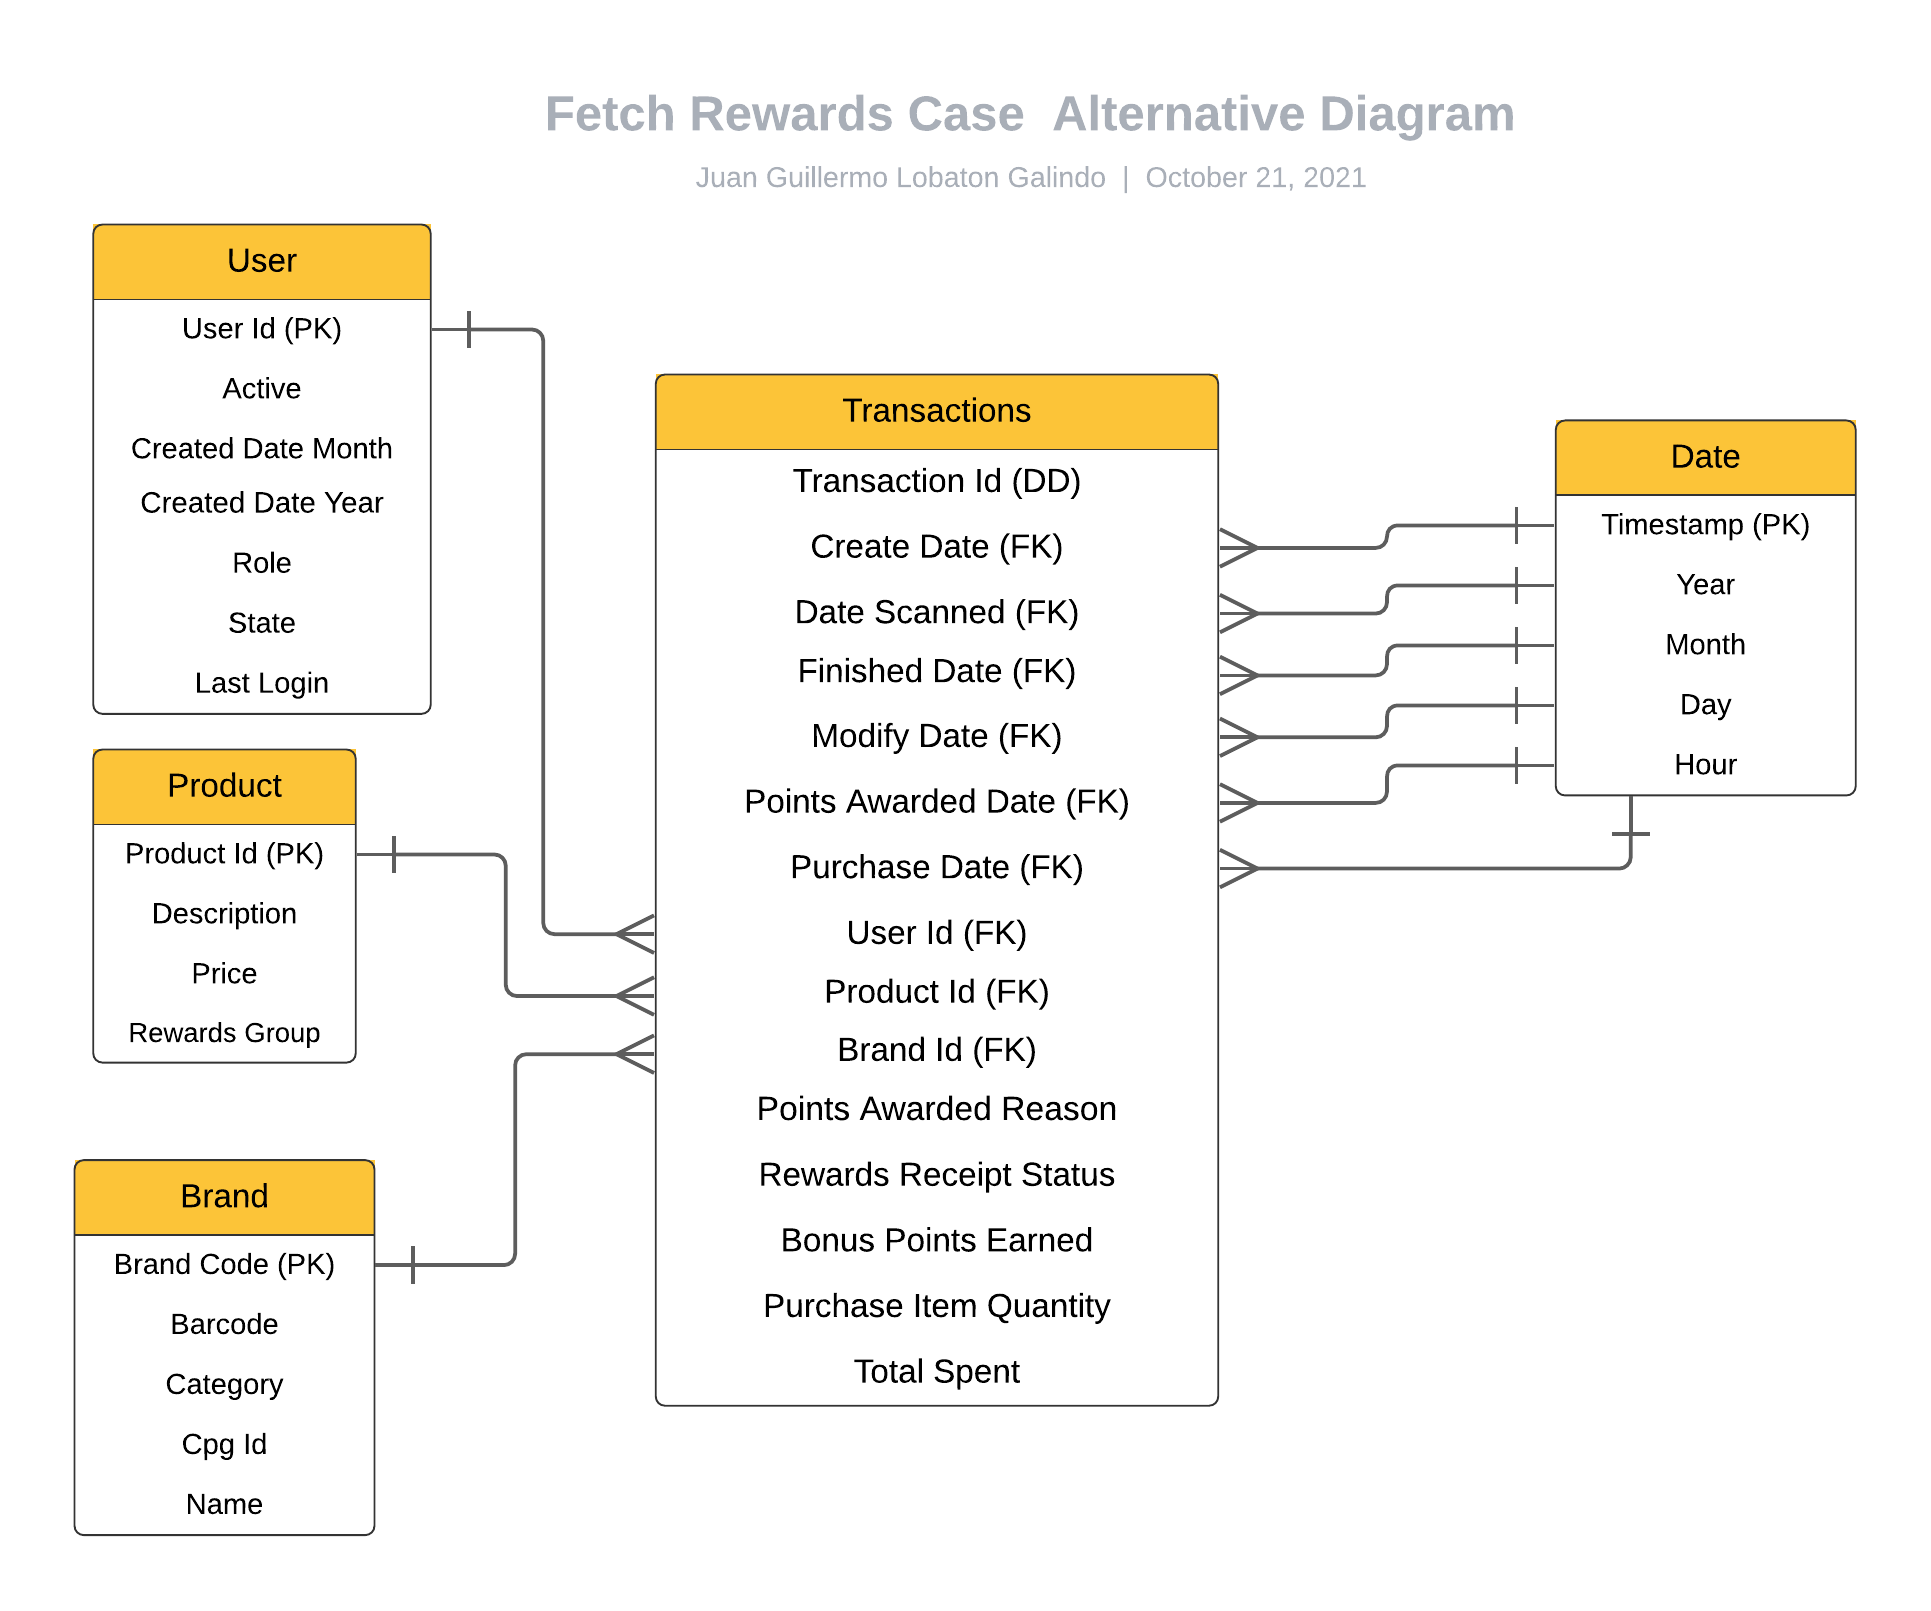 Fetch Rewards Case  Alternative Diagram
Juan Guillermo Lobaton Galindo  |  October 21, 2021
User
User Id (PK)
Active
Created Date Month
Created Date Year
Role
State
Last Login
Product
Product Id (PK)
Description
Price
Rewards Group
Brand
Brand Code (PK)
Barcode
Category
Cpg Id
Name
Transactions
Transaction Id (DD)
Create Date (FK)
Date Scanned (FK)
Finished Date (FK)
Modify Date (FK)
Points Awarded Date (FK)
Purchase Date (FK)
User Id (FK)
Product Id (FK)
Brand Id (FK)
Points Awarded Reason
Rewards Receipt Status
Bonus Points Earned
Purchase Item Quantity
Total Spent
Date
Timestamp (PK)
Year
Month
Day
Hour